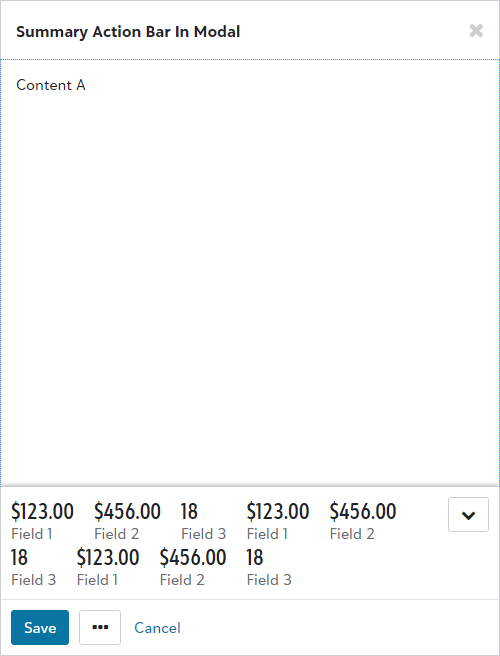 Summary Action Bar In Modal
Content A
$123.00 $456.00 18 $123.00 $456.00
Field 1 Field 2 Field 3 Field 1 Field 2
18 $123.00 $456.00 18
Field 3 Field 1 Field 2 Field 3
Save ••• Cancel